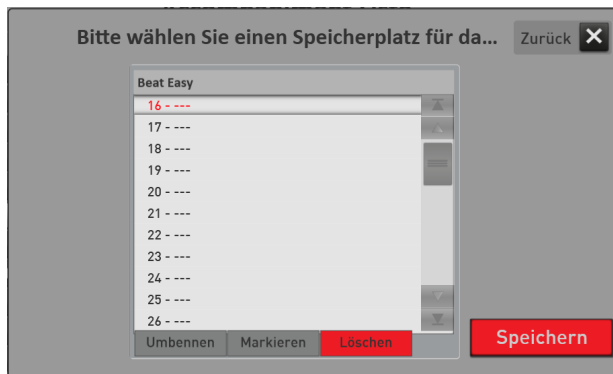 Bitte wählen Sie einen Speicherplatz für da... Zurück
Beat Easy
16 - ---
17 - ---
18 - ---
19 - ---
20 - ---
21 - ---
22 - ---
23 - ---
24 - ---
25 - ---
26 - ---
Umbennen Markieren Löschen
Speichern